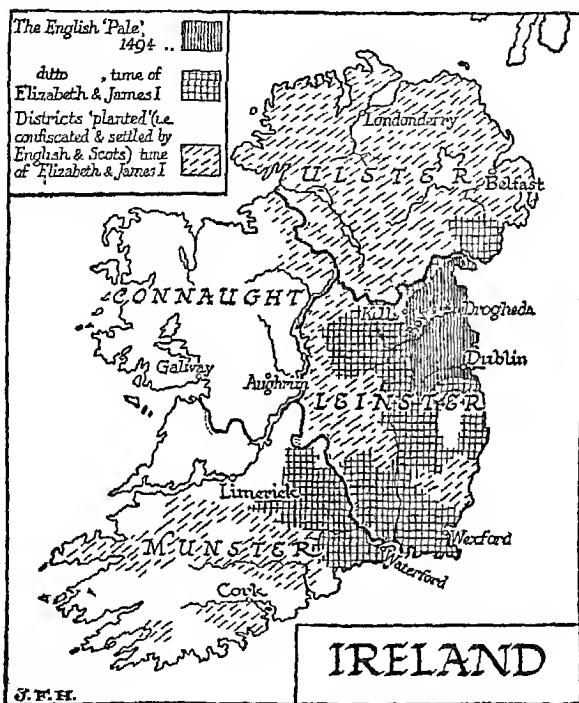 The English 'Pale',
1494 ..
ditto , time of
Elizabeth & James I
Districts 'planted' (i.e.
confiscated & settled by
English & Scots) time
of Elizabeth & James I
Londonderry
ULSTER
Belfast
CONNAUGHT
Kells
Drogheda
Galway
Dublin
Aughrim
LEINSTER
Limerick
Wexford
MUNSTER
Waterford
Cork
IRELAND
J.F.H.